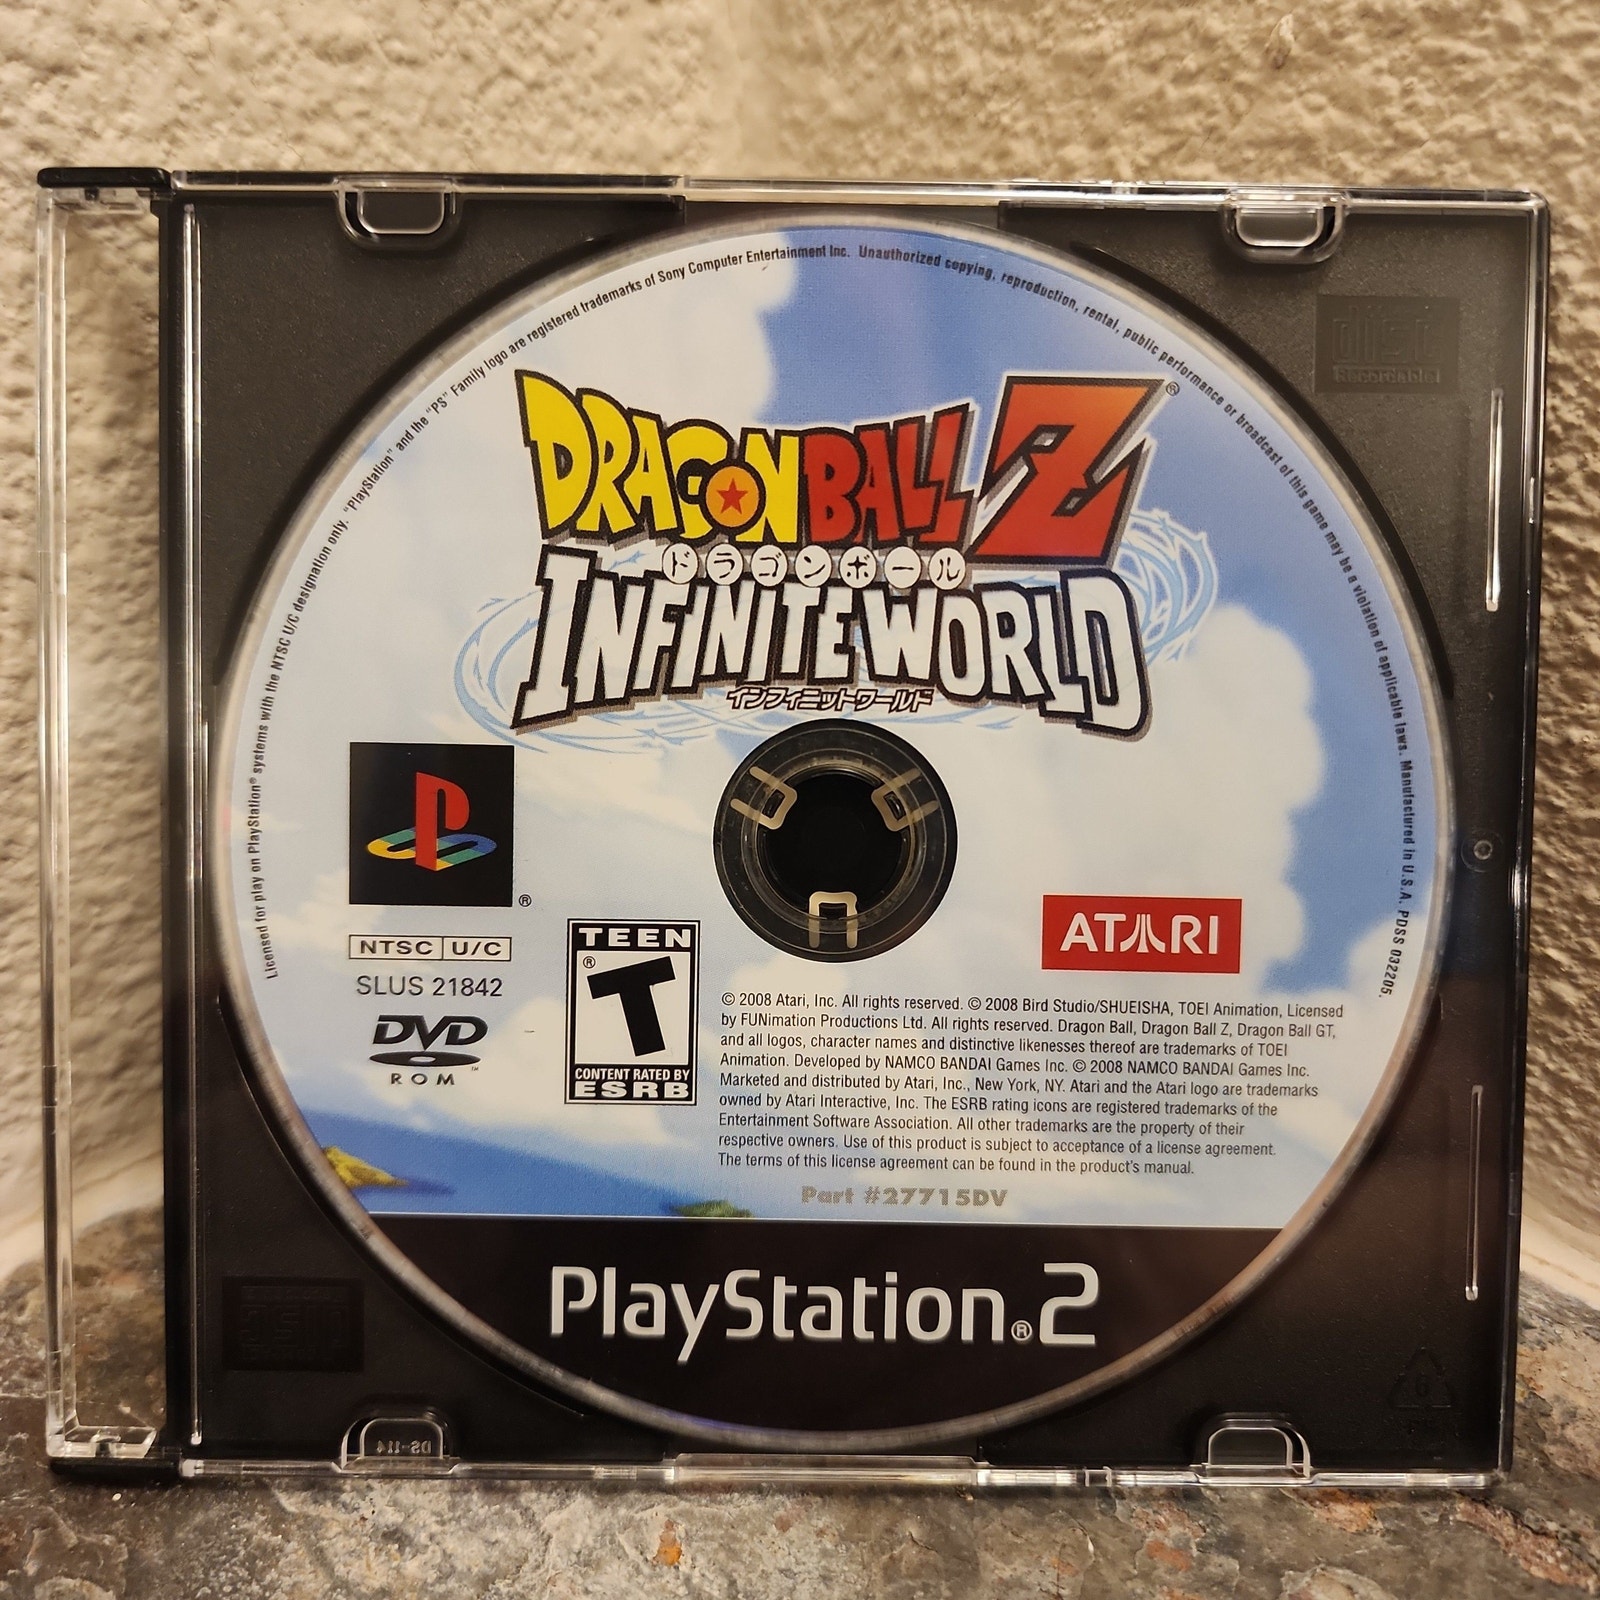 Licensed for play on PlayStation® systems with the NTSC U/C designation only. "PlayStation" and the "PS" Family logo are registered trademarks of Sony Computer Entertainment Inc. Unauthorized copying, reproduction, rental, public performance or broadcast of this game may be a violation of applicable laws. Manufactured in U.S.A. PDSS 032205.
disc
Recordable
DRAGON BALL Z®
ドラゴンボール
INFINITE WORLD
インフィニットワールド
®
ATARI
NTSC U/C
SLUS 21842
DVD
ROM™
TEEN
T®
CONTENT RATED BY
ESRB
© 2008 Atari, Inc. All rights reserved. © 2008 Bird Studio/SHUEISHA, TOEI Animation, Licensed
by FUNimation Productions Ltd. All rights reserved. Dragon Ball, Dragon Ball Z, Dragon Ball GT,
and all logos, character names and distinctive likenesses thereof are trademarks of TOEI
Animation. Developed by NAMCO BANDAI Games Inc. © 2008 NAMCO BANDAI Games Inc.
Marketed and distributed by Atari, Inc., New York, NY. Atari and the Atari logo are trademarks
owned by Atari Interactive, Inc. The ESRB rating icons are registered trademarks of the
Entertainment Software Association. All other trademarks are the property of their
respective owners. Use of this product is subject to acceptance of a license agreement.
The terms of this license agreement can be found in the product's manual.
Part #27715DV
PlayStation®2
DS-114
6